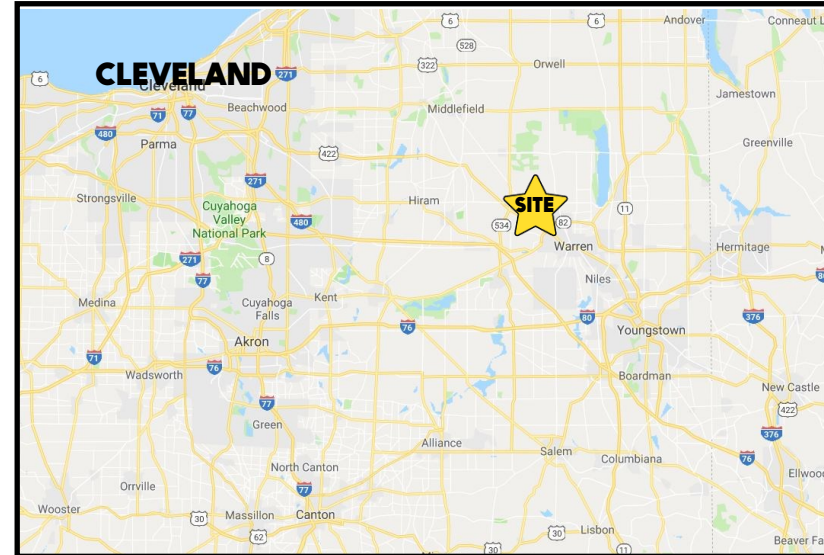 6
6
Andover
Conneaut L
528
CLEVELAND
271
322
Orwell
6
Cleveland
Jamestown
71
77
Beachwood
Middlefield
480
Parma
Greenville
422
271
Strongsville
Hiram
SITE
Cuyahoga
Valley
National Park
11
480
534
82
Warren
Hermitage
271
8
Niles
77
8
Medina
Cuyahoga
Falls
Kent
80
376
76
Youngstown
Akron
71
76
Wadsworth
Boardman
New Castle
77
422
Green
376
Alliance
Salem
Columbiana
76
North Canton
Ellwoo
Orrville
77
Wooster
30
Massillon
Canton
62
30
Lisbon
Beaver Fa
30
11